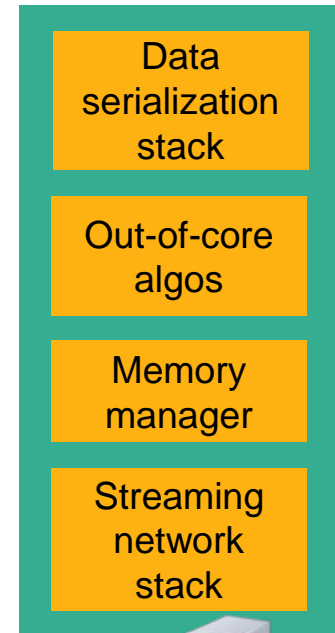 Data
serialization
stack
Out-of-core
algos
Memory
manager
Streaming
network
stack